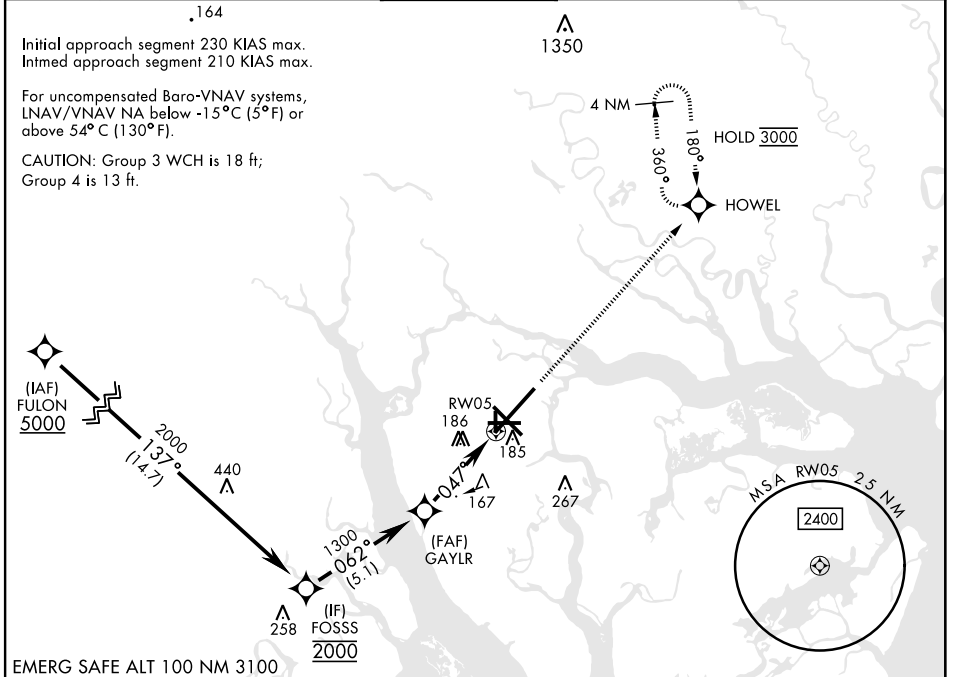 .164
Initial approach segment 230 KIAS max.
Intmed approach segment 210 KIAS max.
For uncompensated Baro-VNAV systems,
LNAV/VNAV NA below -15°C (5°F) or
above 54°C (130°F).
CAUTION: Group 3 WCH is 18 ft;
Group 4 is 13 ft.
1350
4 NM
HOLD 3000
360°
180°
HOWEL
(IAF)
FULON
5000
2000
137°
(14.7)
440
RW05
186
185
047°
167
267
(FAF)
GAYLR
1300
062°
(5.1)
258
(IF)
FOSSS
2000
MSA RW05 25 NM
2400
EMERG SAFE ALT 100 NM 3100